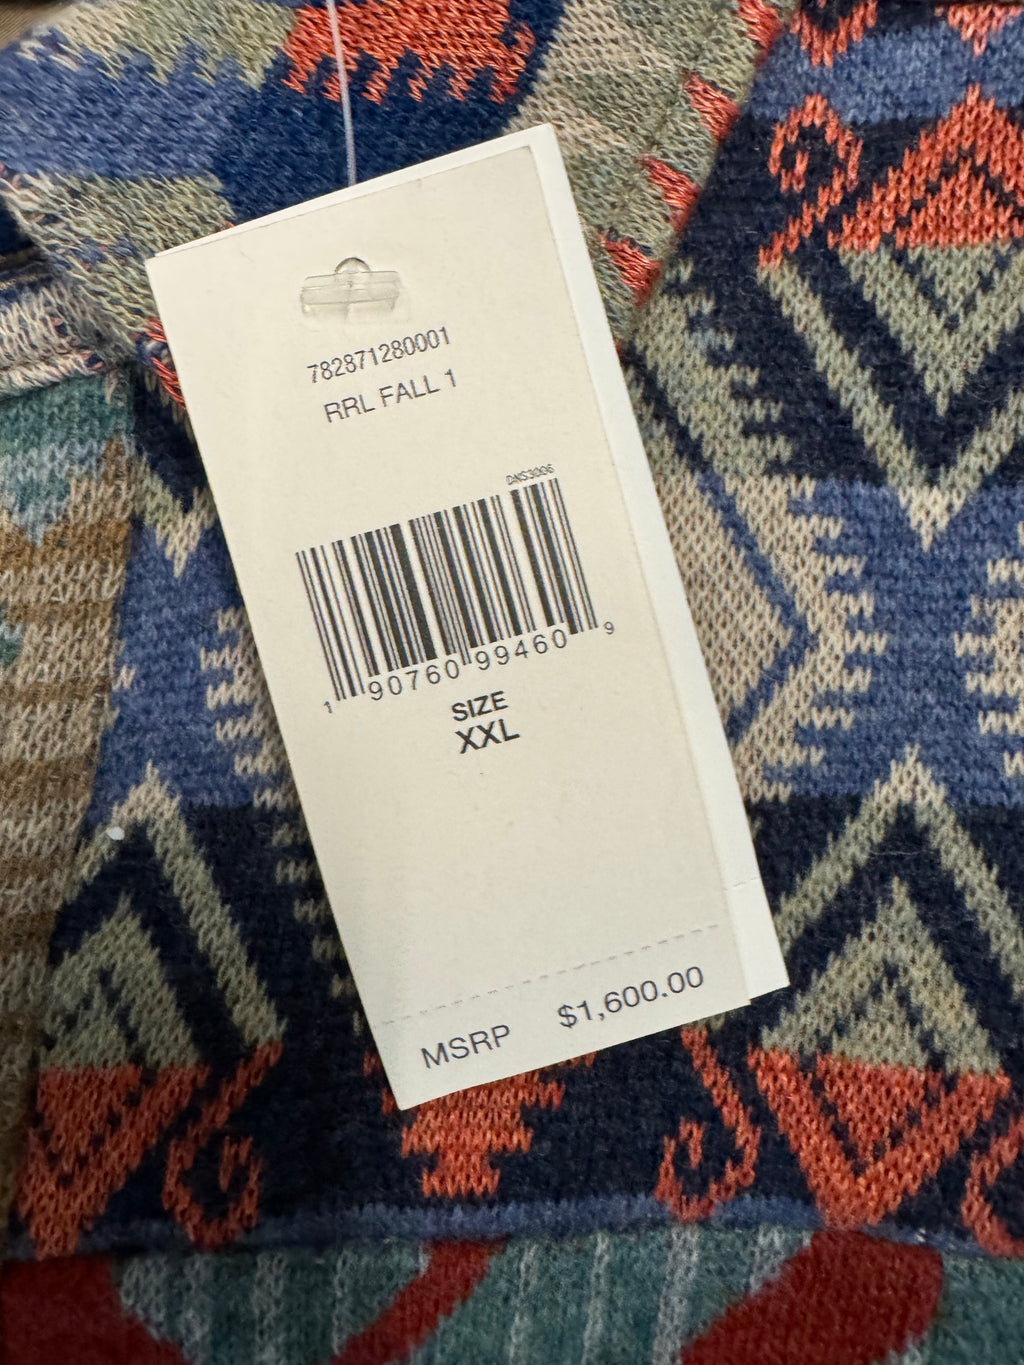 782871280001
RRL FALL 1
DNS3006
1 90760 99460 9
SIZE
XXL
MSRP $1,600.00